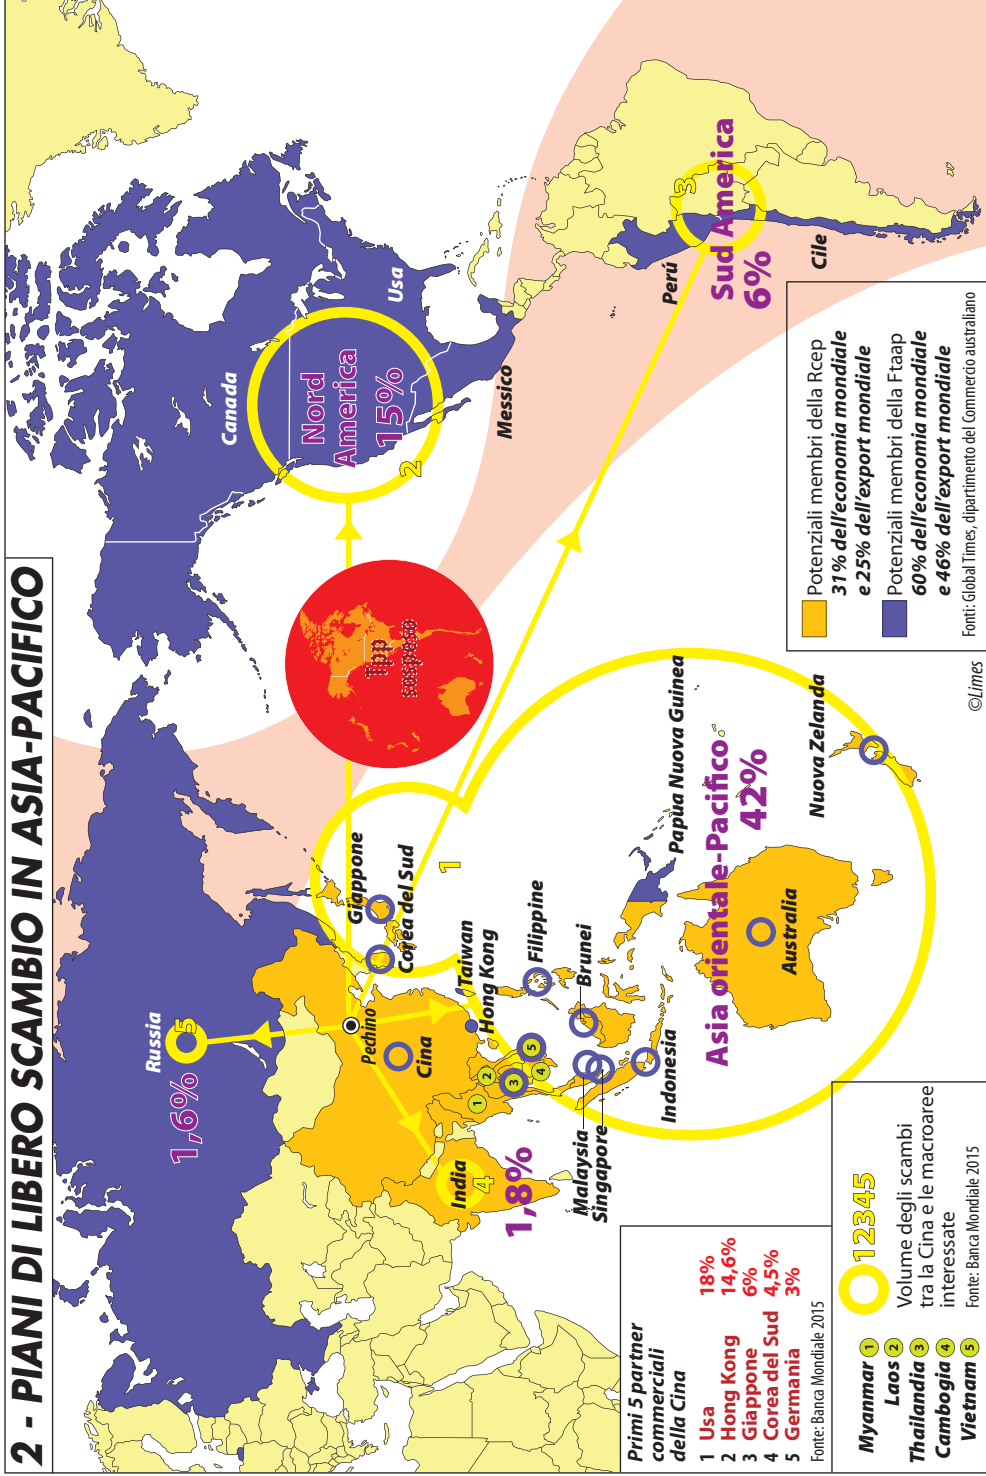 2 - PIANI DI LIBERO SCAMBIO IN ASIA-PACIFICO
Russia
1,6%
5
Canada
Usa
Nord
America
15%
2
Messico
Tpp
sospeso
Giappone
Corea del Sud
1
Pechino
Cina
Taiwan
Hong Kong
Filippine
Brunei
India
4
1,8%
1
2
3
4
5
Malaysia
Singapore
Indonesia
Papua Nuova Guinea
Asia orientale-Pacifico
42%
Australia
Nuova Zelanda
Perú
3
Sud America
6%
Cile
Primi 5 partner
commerciali
della Cina
1 Usa 18%
2 Hong Kong 14,6%
3 Giappone 6%
4 Corea del Sud 4,5%
5 Germania 3%
Fonte: Banca Mondiale 2015
Myanmar 1
Laos 2
Thailandia 3
Cambogia 4
Vietnam 5
12345
Volume degli scambi
tra la Cina e le macroaree
interessate
Fonte: Banca Mondiale 2015
Potenziali membri della Rcep
31% dell'economia mondiale
e 25% dell'export mondiale
Potenziali membri della Ftaap
60% dell'economia mondiale
e 46% dell'export mondiale
Fonti: Global Times, dipartimento del Commercio australiano
©Limes